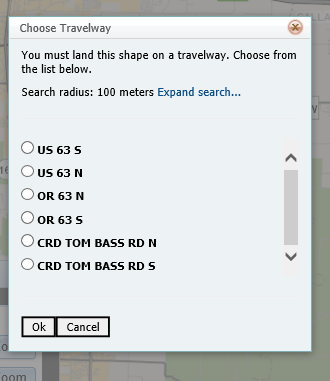 Choose Travelway
You must land this shape on a travelway. Choose from
the list below.
Search radius: 100 meters Expand search...
US 63 S
US 63 N
OR 63 N
OR 63 S
CRD TOM BASS RD N
CRD TOM BASS RD S
Ok Cancel